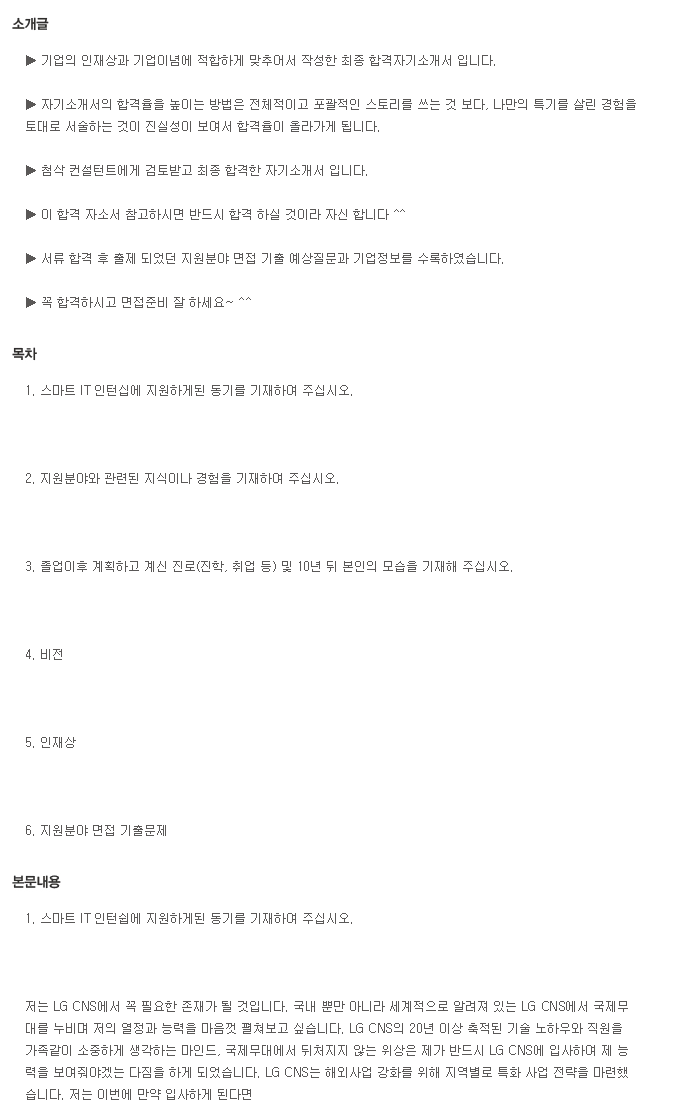 소개글
▶ 기업의 인재상과 기업이념에 적합하게 맞추어서 작성한 최종 합격자기소개서 입니다.
▶ 자기소개서의 합격율을 높이는 방법은 전체적이고 포괄적인 스토리를 쓰는 것 보다, 나만의 특기를 살린 경험을
토대로 서술하는 것이 진실성이 보여서 합격율이 올라가게 됩니다.
▶ 첨삭 컨설턴트에게 검토받고 최종 합격한 자기소개서 입니다.
▶ 이 합격 자소서 참고하시면 반드시 합격 하실 것이라 자신 합니다 ^^
▶ 서류 합격 후 출제 되었던 지원분야 면접 기출 예상질문과 기업정보를 수록하였습니다.
▶ 꼭 합격하시고 면접준비 잘 하세요~ ^^
목차
1. 스마트 IT 인턴십에 지원하게된 동기를 기재하여 주십시오.
2. 지원분야와 관련된 지식이나 경험을 기재하여 주십시오.
3. 졸업이후 계획하고 계신 진로(진학, 취업 등) 및 10년 뒤 본인의 모습을 기재해 주십시오.
4. 비전
5. 인재상
6. 지원분야 면접 기출문제
본문내용
1. 스마트 IT 인턴쉽에 지원하게된 동기를 기재하여 주십시오.
저는 LG CNS에서 꼭 필요한 존재가 될 것입니다. 국내 뿐만 아니라 세계적으로 알려져 있는 LG CNS에서 국제무
대를 누비며 저의 열정과 능력을 마음껏 펼쳐보고 싶습니다. LG CNS의 20년 이상 축적된 기술 노하우와 직원을
가족같이 소중하게 생각하는 마인드, 국제무대에서 뒤처지지 않는 위상은 제가 반드시 LG CNS에 입사하여 제 능
력을 보여줘야겠는 다짐을 하게 되었습니다. LG CNS는 해외사업 강화를 위해 지역별로 특화 사업 전략을 마련했
습니다. 저는 이번에 만약 입사하게 된다면